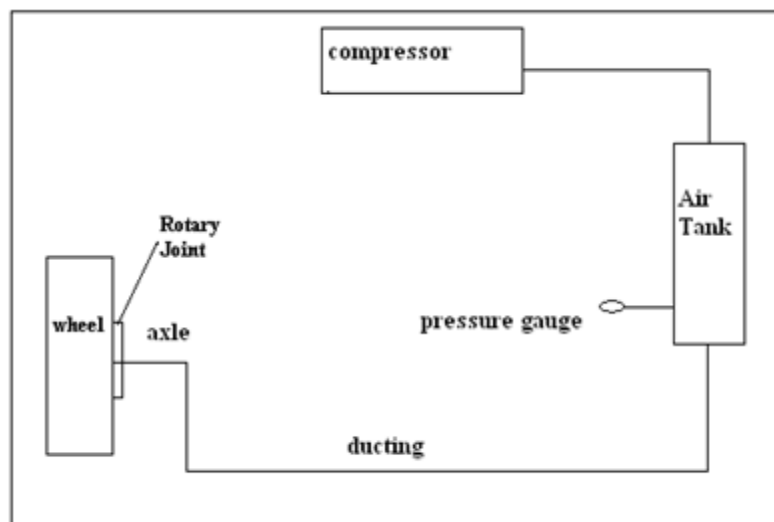 compressor
Air
Tank
Rotary
Joint
wheel
axle
pressure gauge
ducting